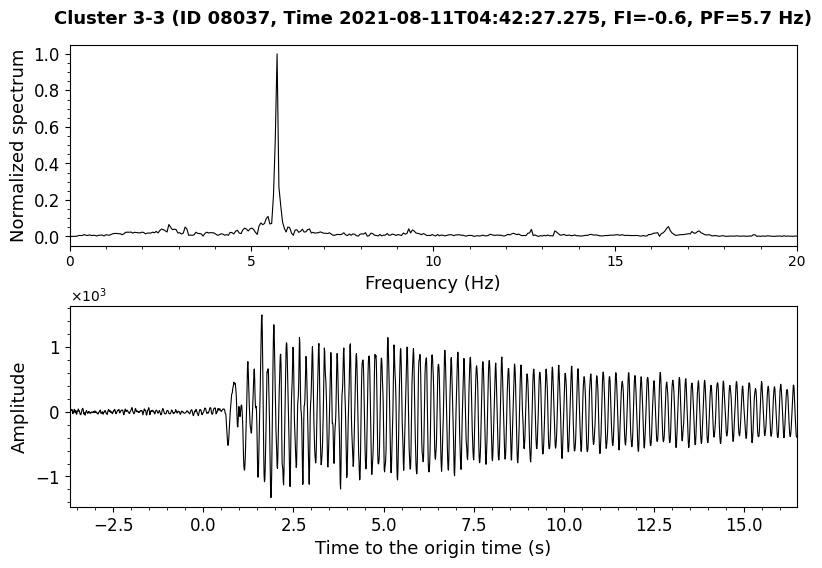 Cluster 3-3 (ID 08037, Time 2021-08-11T04:42:27.275, FI=-0.6, PF=5.7 Hz)
Normalized spectrum
1.0
0.8
0.6
0.4
0.2
0.0
0 5 10 15 20
Frequency (Hz)
×10³
Amplitude
1
0
−1
−2.5 0.0 2.5 5.0 7.5 10.0 12.5 15.0
Time to the origin time (s)